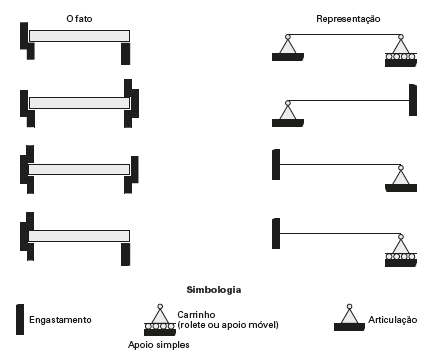 O fato
Representação
Simbologia
Engastamento
Carrinho
(rolete ou apoio móvel)
Articulação
Apoio simples